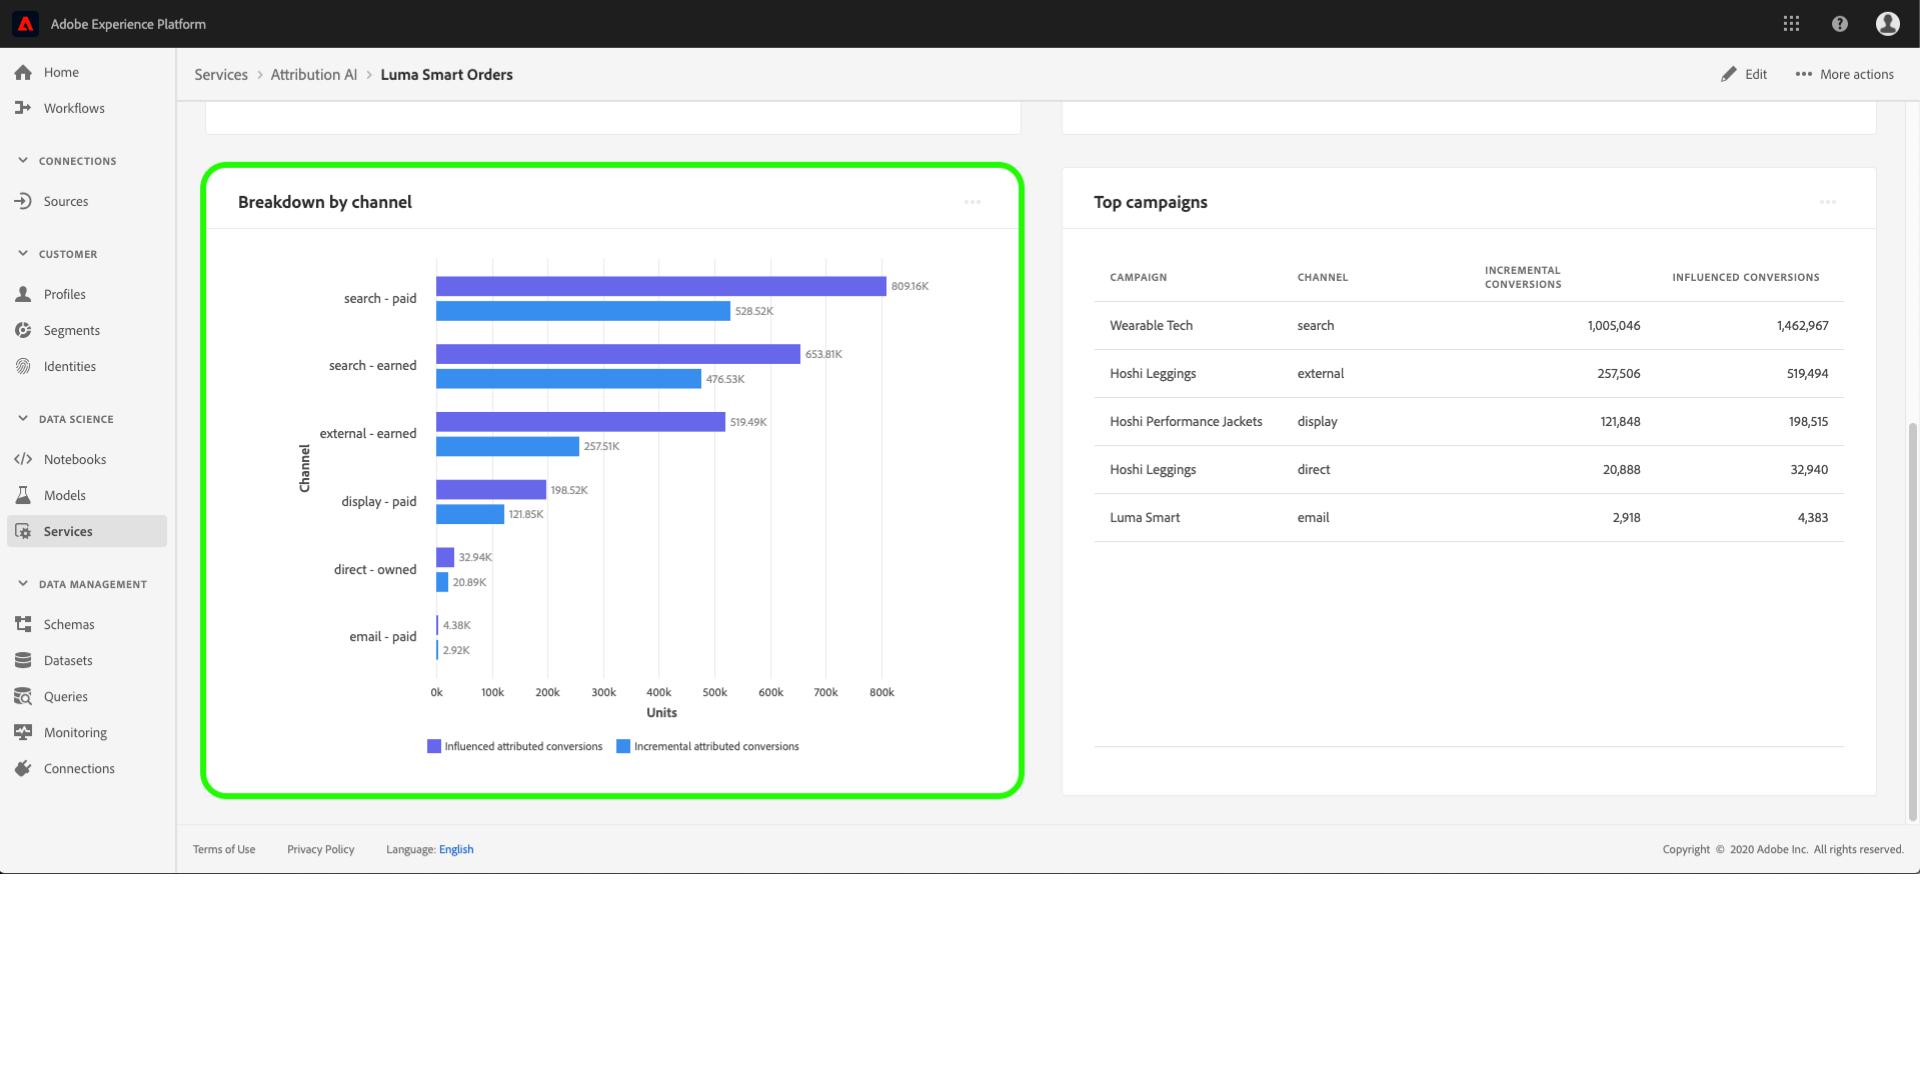 Adobe Experience Platform
Home
Workflows
CONNECTIONS
Sources
CUSTOMER
Profiles
Segments
Identities
DATA SCIENCE
Notebooks
Models
Services
DATA MANAGEMENT
Schemas
Datasets
Queries
Monitoring
Connections
Services > Attribution AI > Luma Smart Orders
Edit
More actions
Breakdown by channel
Channel
search - paid
809.16K
528.52K
search - earned
653.81K
476.53K
external - earned
519.49K
257.51K
display - paid
198.52K
121.85K
direct - owned
32.94K
20.89K
email - paid
4.38K
2.92K
0k 100k 200k 300k 400k 500k 600k 700k 800k
Units
Influenced attributed conversions Incremental attributed conversions
Top campaigns
CAMPAIGN CHANNEL INCREMENTAL CONVERSIONS INFLUENCED CONVERSIONS
Wearable Tech search 1,005,046 1,462,967
Hoshi Leggings external 257,506 519,494
Hoshi Performance Jackets display 121,848 198,515
Hoshi Leggings direct 20,888 32,940
Luma Smart email 2,918 4,383
Terms of Use Privacy Policy Language: English
Copyright © 2020 Adobe Inc. All rights reserved.